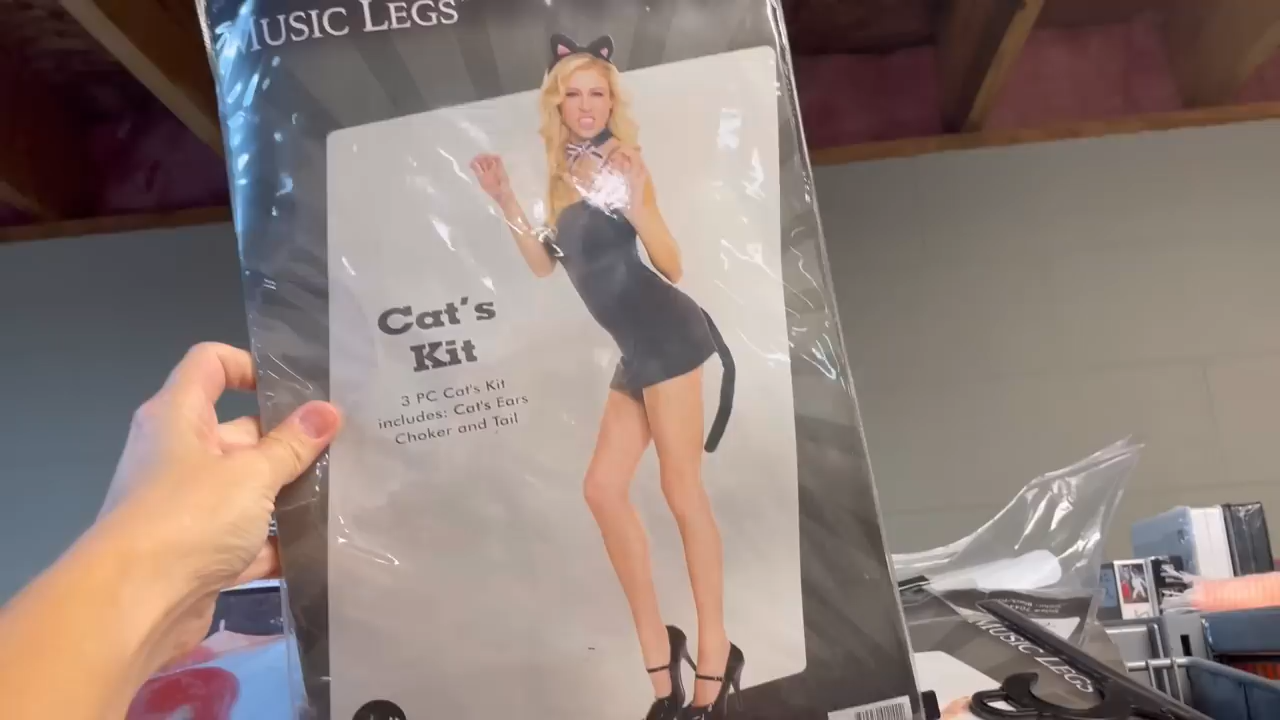 MUSIC LEGS
Cat's
Kit
3 PC Cat's Kit
includes: Cat's Ears
Choker and Tail
MUSIC LEGS